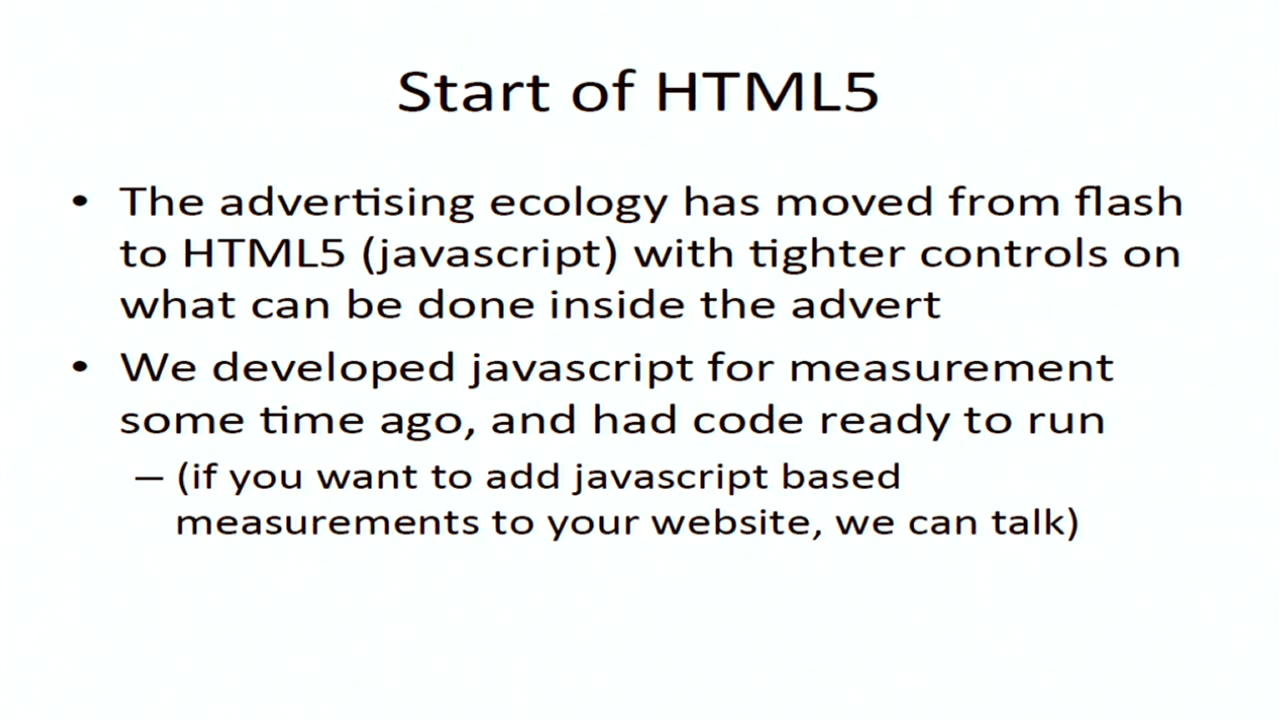 Start of HTML5
• The advertising ecology has moved from flash
to HTML5 (javascript) with tighter controls on
what can be done inside the advert
• We developed javascript for measurement
some time ago, and had code ready to run
– (if you want to add javascript based
measurements to your website, we can talk)